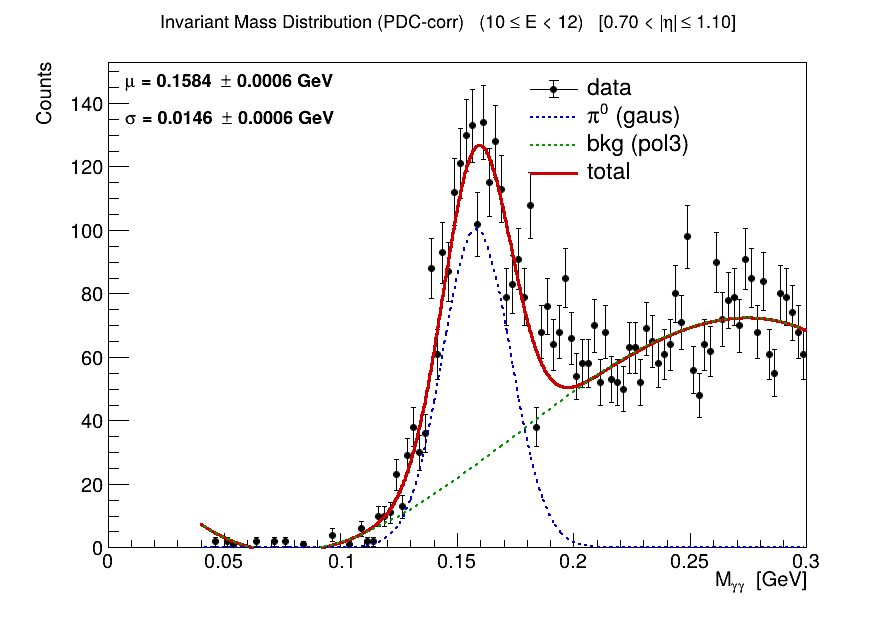 Invariant Mass Distribution (PDC-corr) (10 ≤ E < 12) [0.70 < |η| ≤ 1.10]
Counts
μ = 0.1584 ± 0.0006 GeV
σ = 0.0146 ± 0.0006 GeV
data
π⁰ (gaus)
bkg (pol3)
total
140
120
100
80
60
40
20
0
0 0.05 0.1 0.15 0.2 0.25 0.3
Mγγ [GeV]